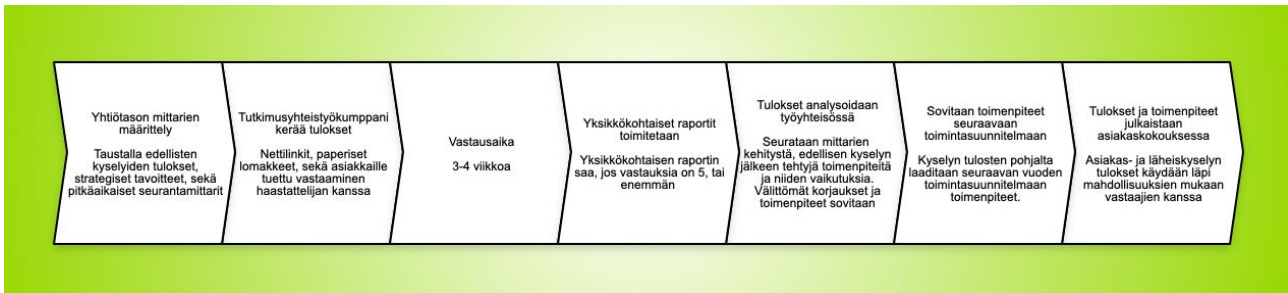 Yhtiötason mittarien
määrittely
Taustalla edellisten
kyselyiden tulokset,
strategiset tavoitteet, sekä
pitkäaikaiset seurantamittarit
Tutkimusyhteistyökumppani
kerää tulokset
Nettilinkit, paperiset
lomakkeet, sekä asiakkaille
tuettu vastaaminen
haastattelijan kanssa
Vastausaika
3-4 viikkoa
Yksikkökohtaiset raportit
toimitetaan
Yksikkökohtaisen raportin
saa, jos vastauksia on 5, tai
enemmän
Tulokset analysoidaan
työyhteisössä
Seurataan mittarien
kehitystä, edellisen kyselyn
jälkeen tehtyjä toimenpiteitä
ja niiden vaikutuksia.
Välittömät korjaukset ja
toimenpiteet sovitaan
Sovitaan toimenpiteet
seuraavaan
toimintasuunnitelmaan
Kyselyn tulosten pohjalta
laaditaan seuraavan vuoden
toimintasuunnitelmaan
toimenpiteet.
Tulokset ja toimenpiteet
julkaistaan
asiakaskokouksessa
Asiakas- ja läheiskyselyn
tulokset käydään läpi
mahdollisuuksien mukaan
vastaajien kanssa